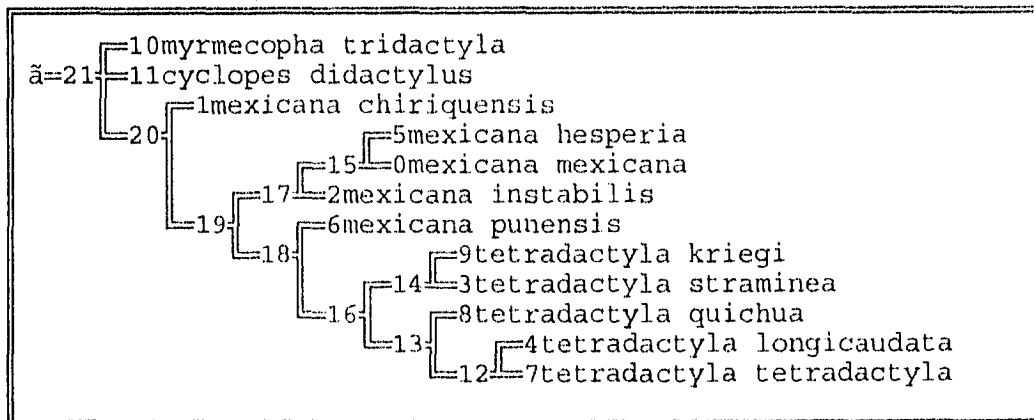 10myrmecopha tridactyla
ã=21 11cyclopes didactylus
1mexicana chiriquensis
20 5mexicana hesperia
15 0mexicana mexicana
17 2mexicana instabilis
19 6mexicana punensis
18 9tetradactyla kriegi
14 3tetradactyla straminea
16 8tetradactyla quichua
13 4tetradactyla longicaudata
12 7tetradactyla tetradactyla